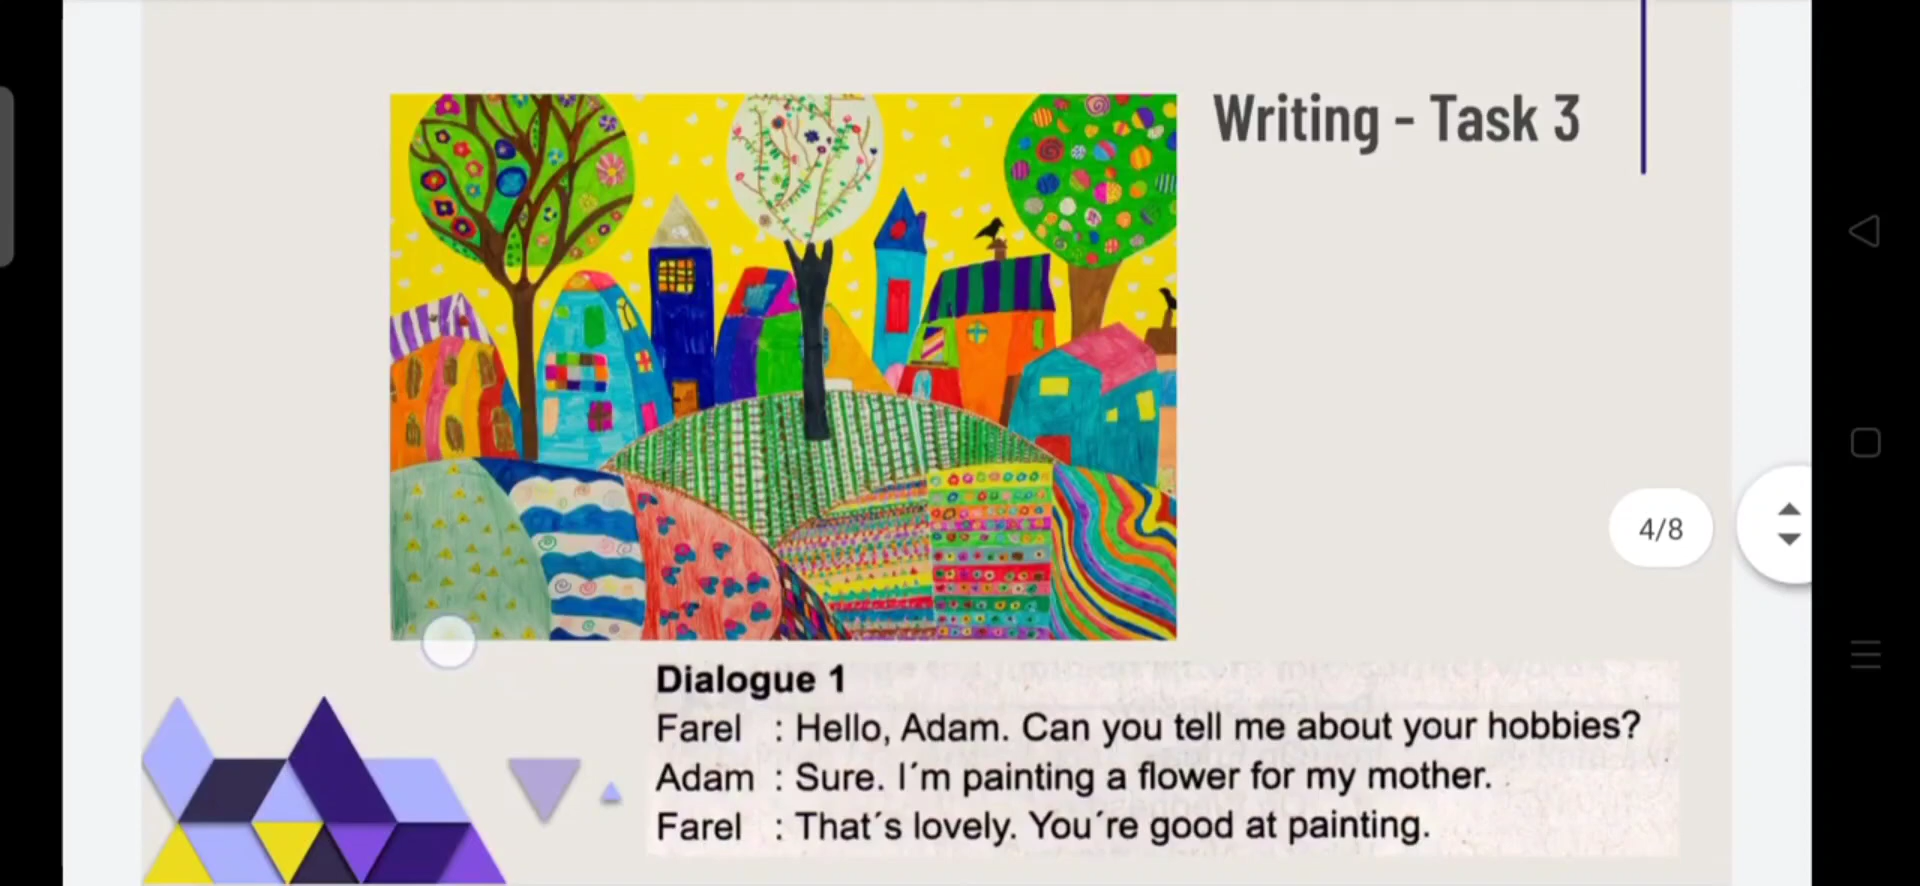 Writing - Task 3
4/8
Dialogue 1
Farel : Hello, Adam. Can you tell me about your hobbies?
Adam : Sure. I´m painting a flower for my mother.
Farel : That´s lovely. You´re good at painting.